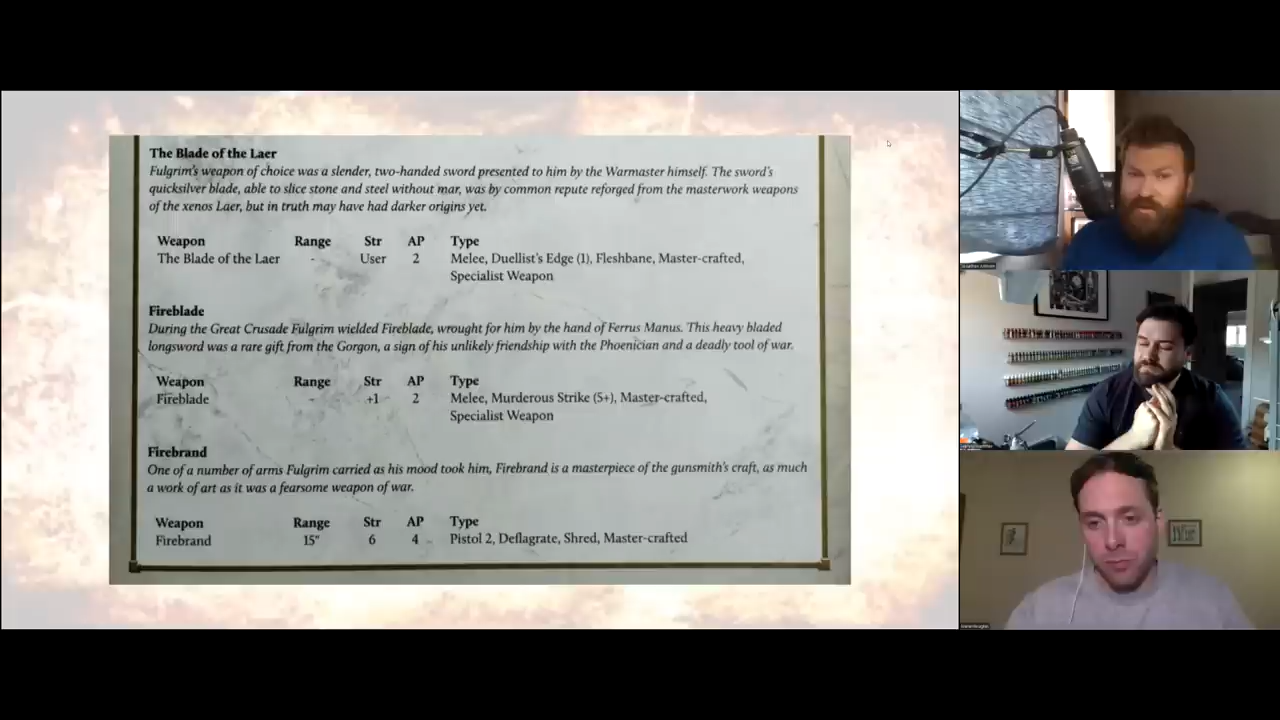 The Blade of the Laer
Fulgrim's weapon of choice was a slender, two-handed sword presented to him by the Warmaster himself. The sword's
quicksilver blade, able to slice stone and steel without mar, was by common repute reforged from the masterwork weapons
of the xenos Laer, but in truth may have had darker origins yet.
Weapon Range Str AP Type
The Blade of the Laer - User 2 Melee, Duellist's Edge (1), Fleshbane, Master-crafted,
Specialist Weapon
Fireblade
During the Great Crusade Fulgrim wielded Fireblade, wrought for him by the hand of Ferrus Manus. This heavy bladed
longsword was a rare gift from the Gorgon, a sign of his unlikely friendship with the Phoenician and a deadly tool of war.
Weapon Range Str AP Type
Fireblade - +1 2 Melee, Murderous Strike (5+), Master-crafted,
Specialist Weapon
Firebrand
One of a number of arms Fulgrim carried as his mood took him, Firebrand is a masterpiece of the gunsmith's craft, as much
a work of art as it was a fearsome weapon of war.
Weapon Range Str AP Type
Firebrand 15" 6 4 Pistol 2, Deflagrate, Shred, Master-crafted